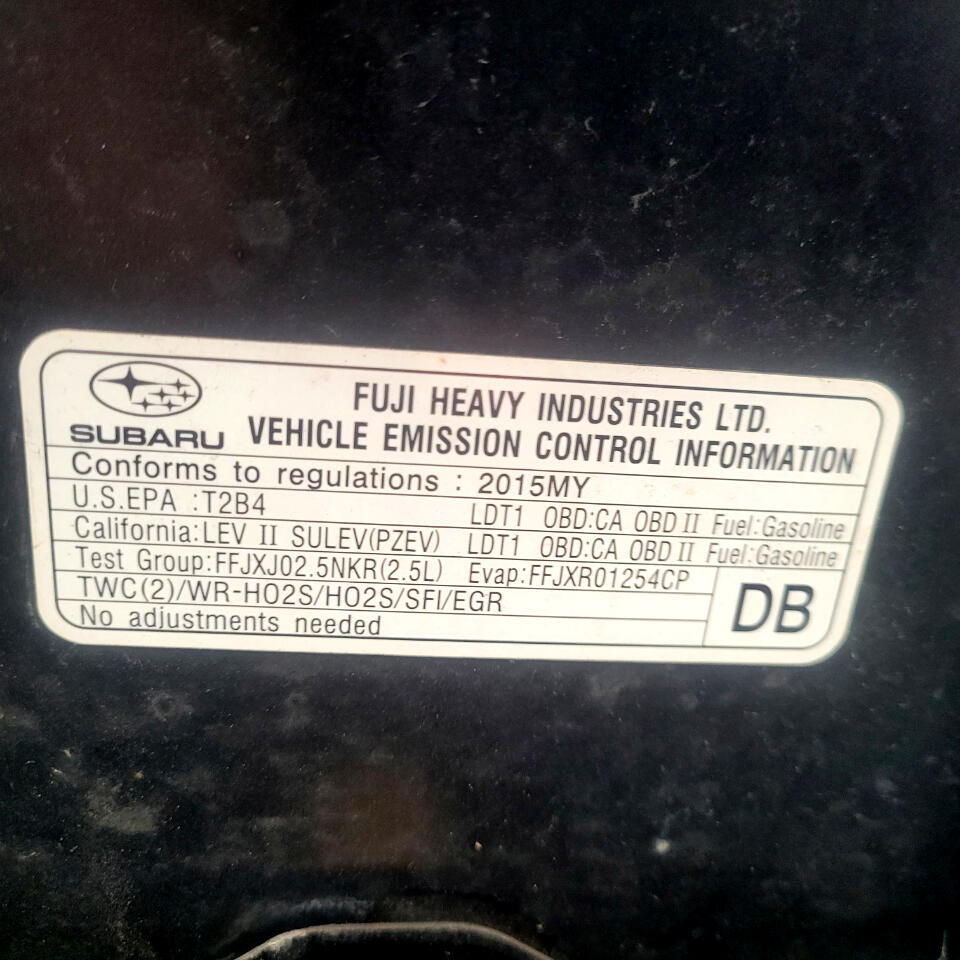 FUJI HEAVY INDUSTRIES LTD.
SUBARU VEHICLE EMISSION CONTROL INFORMATION
Conforms to regulations : 2015MY
U.S.EPA :T2B4 LDT1 OBD:CA OBD II Fuel:Gasoline
California:LEV II SULEV(PZEV) LDT1 OBD:CA OBD II Fuel:Gasoline
Test Group:FFJXJ02.5NKR(2.5L) Evap:FFJXR01254CP
TWC(2)/WR-HO2S/HO2S/SFI/EGR
DB
No adjustments needed